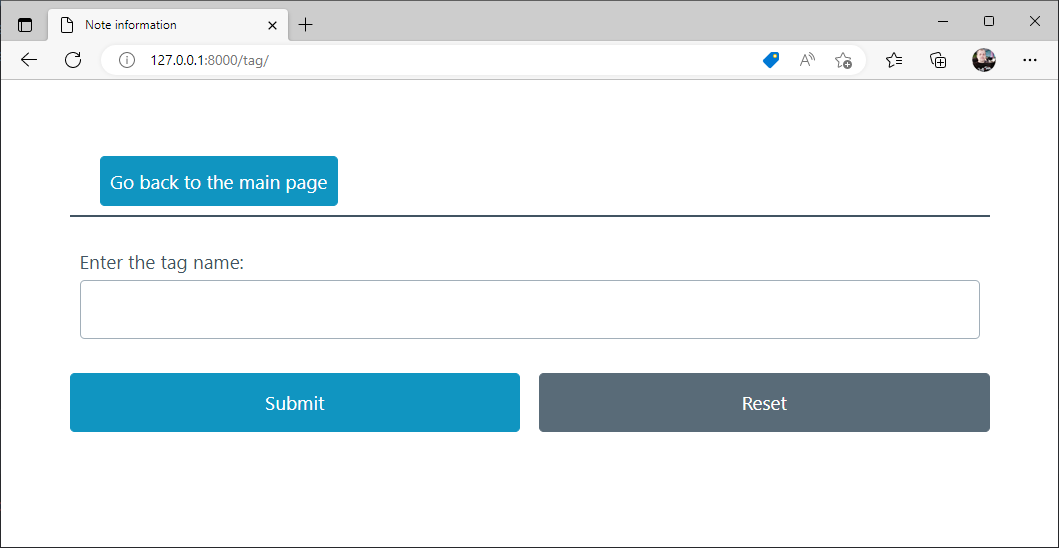 Note information
127.0.0.1:8000/tag/
Go back to the main page
Enter the tag name:
Submit
Reset